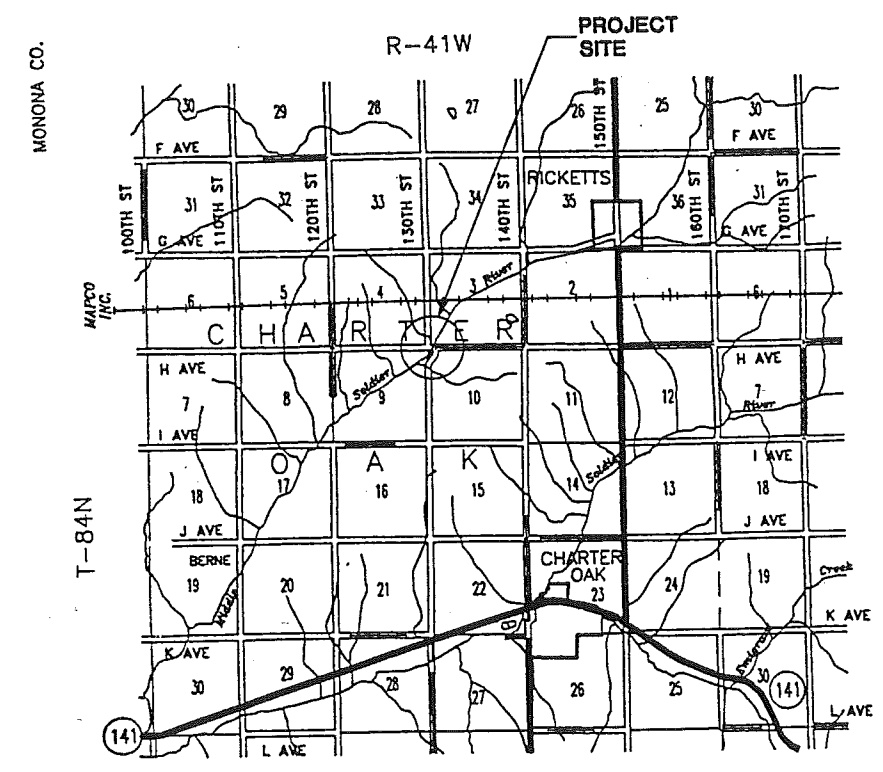 MONONA CO.
R-41W
PROJECT
SITE
30
29
28
27
26
150TH ST
25
30
F AVE
F AVE
100TH ST
31
110TH ST
32
120TH ST
33
130TH ST
34
140TH ST
RICKETTS
35
36
160TH ST
31
170TH ST
G AVE
G AVE
MAPCO
INC.
6
5
4
3
River
2
1
6
CHARTER
H AVE
H AVE
7
8
Soldier
9
10
11
12
7
River
I AVE
I AVE
OAK
T-84N
18
17
16
15
14
Soldier
13
18
J AVE
J AVE
BERNE
CHARTER
OAK
19
Middle
20
21
22
23
24
19
Creek
K AVE
K AVE
30
29
28
27
26
25
30
141
141
L AVE
L AVE